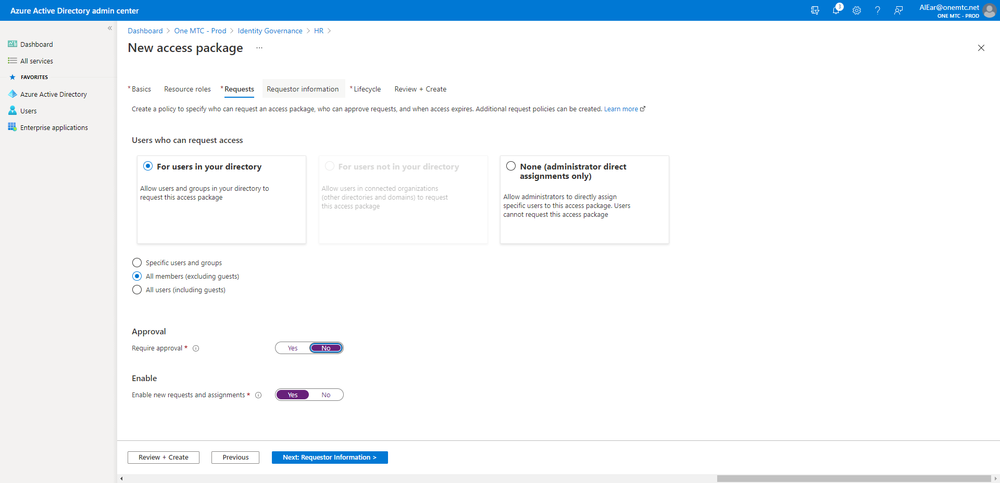 Azure Active Directory admin center
3
AlEar@onemtc.net
ONE MTC - PROD
«
Dashboard
All services
FAVORITES
Azure Active Directory
Users
Enterprise applications
Dashboard > One MTC - Prod > Identity Governance > HR >
New access package ...
* Basics Resource roles * Requests Requestor information * Lifecycle Review + Create
Create a policy to specify who can request an access package, who can approve requests, and when access expires. Additional request policies can be created. Learn more
Users who can request access
For users in your directory
Allow users and groups in your directory to
request this access package
For users not in your directory
Allow users in connected organizations
(other directories and domains) to request
this access package
None (administrator direct
assignments only)
Allow administrators to directly assign
specific users to this access package. Users
cannot request this access package
Specific users and groups
All members (excluding guests)
All users (including guests)
Approval
Require approval * Yes No
Enable
Enable new requests and assignments * Yes No
Review + Create Previous Next: Requestor Information >